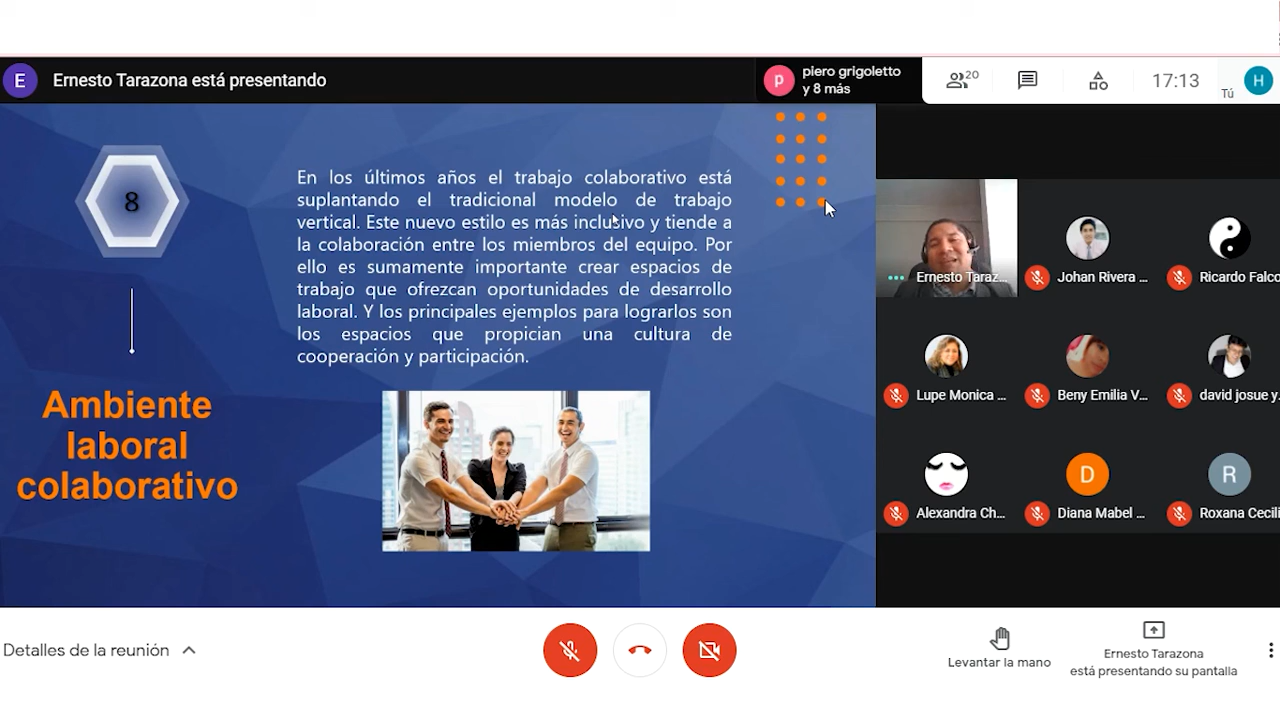 E Ernesto Tarazona está presentando
p piero grigoletto
y 8 más
20
17:13
Tú
H
8
Ambiente
laboral
colaborativo
En los últimos años el trabajo colaborativo está
suplantando el tradicional modelo de trabajo
vertical. Este nuevo estilo es más inclusivo y tiende a
la colaboración entre los miembros del equipo. Por
ello es sumamente importante crear espacios de
trabajo que ofrezcan oportunidades de desarrollo
laboral. Y los principales ejemplos para lograrlos son
los espacios que propician una cultura de
cooperación y participación.
Ernesto Taraz...
Johan Rivera ...
Ricardo Falco
Lupe Monica ...
Beny Emilia V...
david josue y.
Alexandra Ch...
D
Diana Mabel ...
R
Roxana Cecili
Detalles de la reunión
Levantar la mano
Ernesto Tarazona
está presentando su pantalla